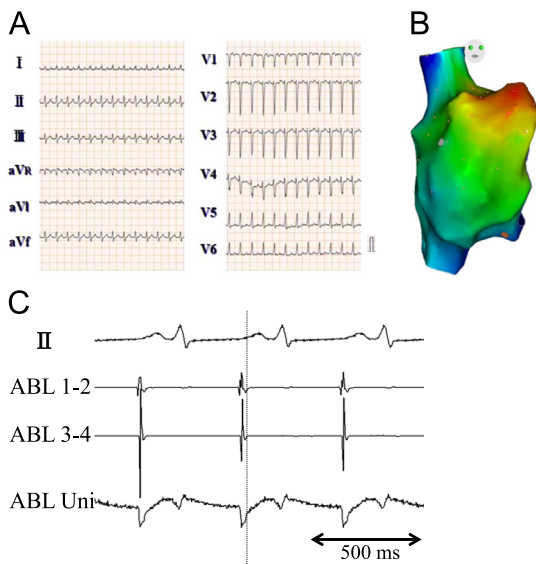 A
I
II
III
aVR
aVl
aVf
V1
V2
V3
V4
V5
V6
B
C
II
ABL 1-2
ABL 3-4
ABL Uni
500 ms